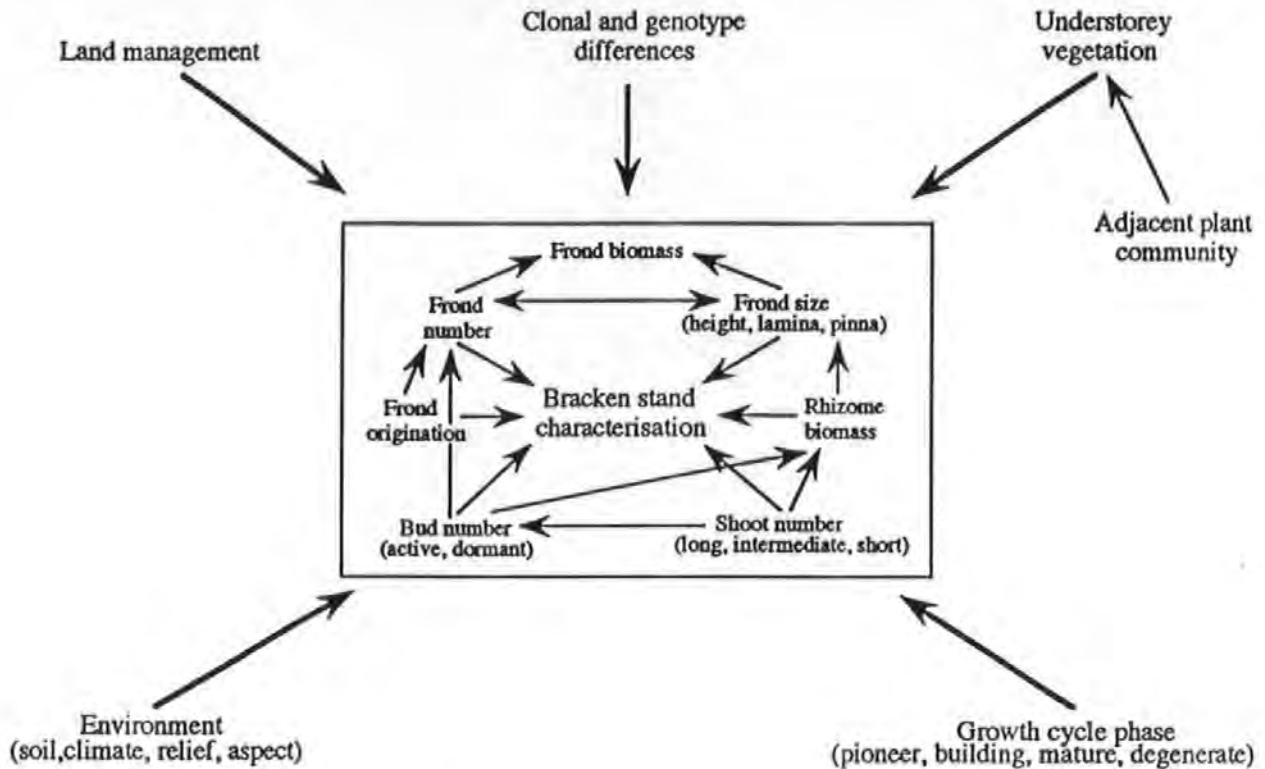 Land management
Clonal and genotype
differences
Understorey
vegetation
Adjacent plant
community
Frond biomass
Frond
number
Frond size
(height, lamina, pinna)
Frond
origination
Bracken stand
characterisation
Rhizome
biomass
Bud number
(active, dormant)
Shoot number
(long, intermediate, short)
Environment
(soil,climate, relief, aspect)
Growth cycle phase
(pioneer, building, mature, degenerate)